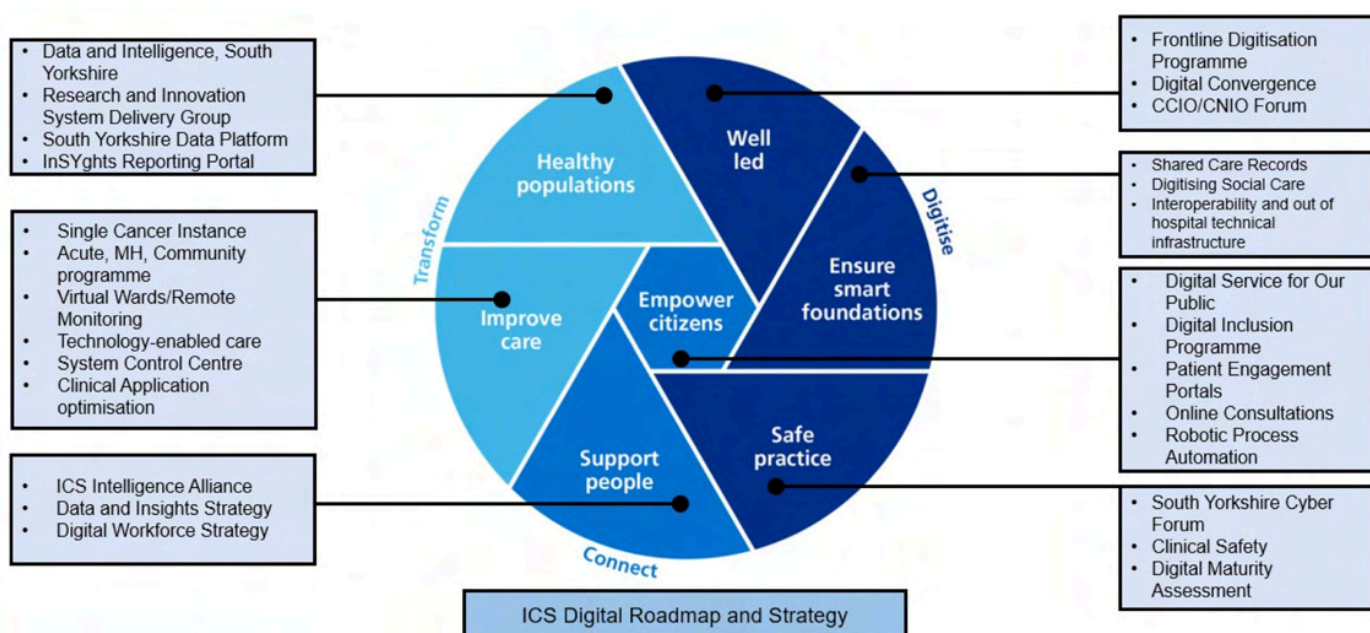 • Data and Intelligence, South
Yorkshire
• Research and Innovation
System Delivery Group
• South Yorkshire Data Platform
• InSYghts Reporting Portal
• Single Cancer Instance
• Acute, MH, Community
programme
• Virtual Wards/Remote
Monitoring
• Technology-enabled care
• System Control Centre
• Clinical Application
optimisation
• ICS Intelligence Alliance
• Data and Insights Strategy
• Digital Workforce Strategy
Transform
Healthy
populations
Well
led
Digitise
Improve
care
Empower
citizens
Ensure
smart
foundations
Support
people
Safe
practice
Connect
ICS Digital Roadmap and Strategy
• Frontline Digitisation
Programme
• Digital Convergence
• CCIO/CNIO Forum
• Shared Care Records
• Digitising Social Care
• Interoperability and out of
hospital technical
infrastructure
• Digital Service for Our
Public
• Digital Inclusion
Programme
• Patient Engagement
Portals
• Online Consultations
• Robotic Process
Automation
• South Yorkshire Cyber
Forum
• Clinical Safety
• Digital Maturity
Assessment